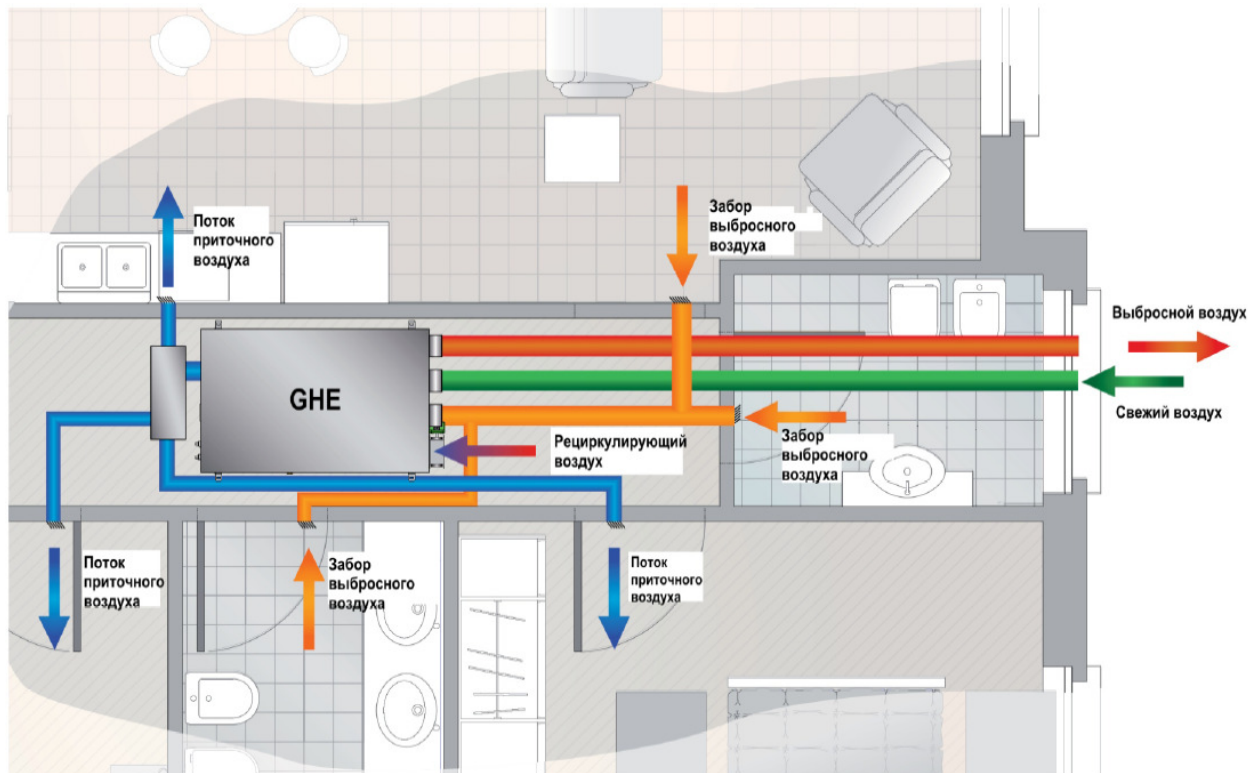 Поток
приточного
воздуха
Забор
выбросного
воздуха
Выбросной воздух
GHE
Свежий воздух
Рециркулирующий
воздух
Забор
выбросного
воздуха
Поток
приточного
воздуха
Забор
выбросного
воздуха
Поток
приточного
воздуха